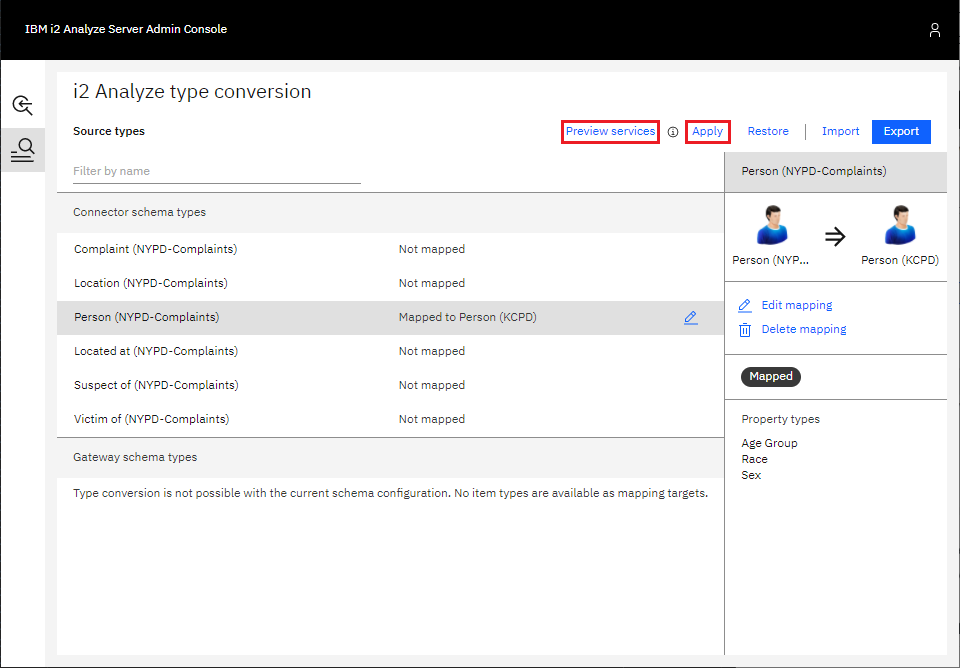 IBM i2 Analyze Server Admin Console
i2 Analyze type conversion
Source types
Preview services
Apply
Restore
Import
Export
Filter by name
Connector schema types
Complaint (NYPD-Complaints) Not mapped
Location (NYPD-Complaints) Not mapped
Person (NYPD-Complaints) Mapped to Person (KCPD)
Located at (NYPD-Complaints) Not mapped
Suspect of (NYPD-Complaints) Not mapped
Victim of (NYPD-Complaints) Not mapped
Gateway schema types
Type conversion is not possible with the current schema configuration. No item types are available as mapping targets.
Person (NYPD-Complaints)
Person (NYP... Person (KCPD)
Edit mapping
Delete mapping
Mapped
Property types
Age Group
Race
Sex